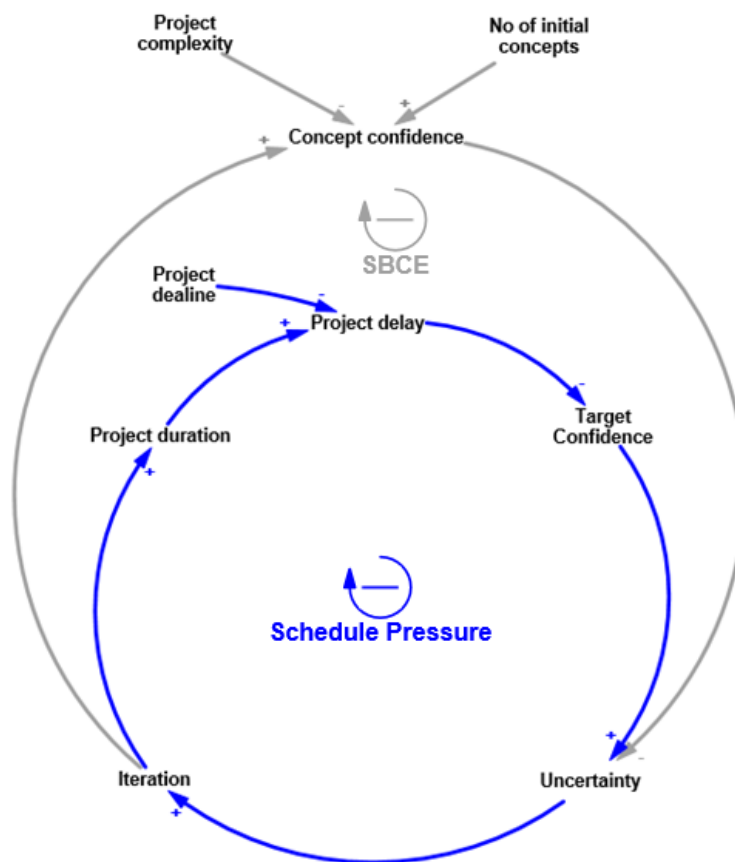 Project
complexity
No of initial
concepts
-
+
+
Concept confidence
SBCE
Project
dealine
-
+
Project delay
-
Target
Confidence
Project duration
+
Schedule Pressure
+
-
Iteration
Uncertainty
+